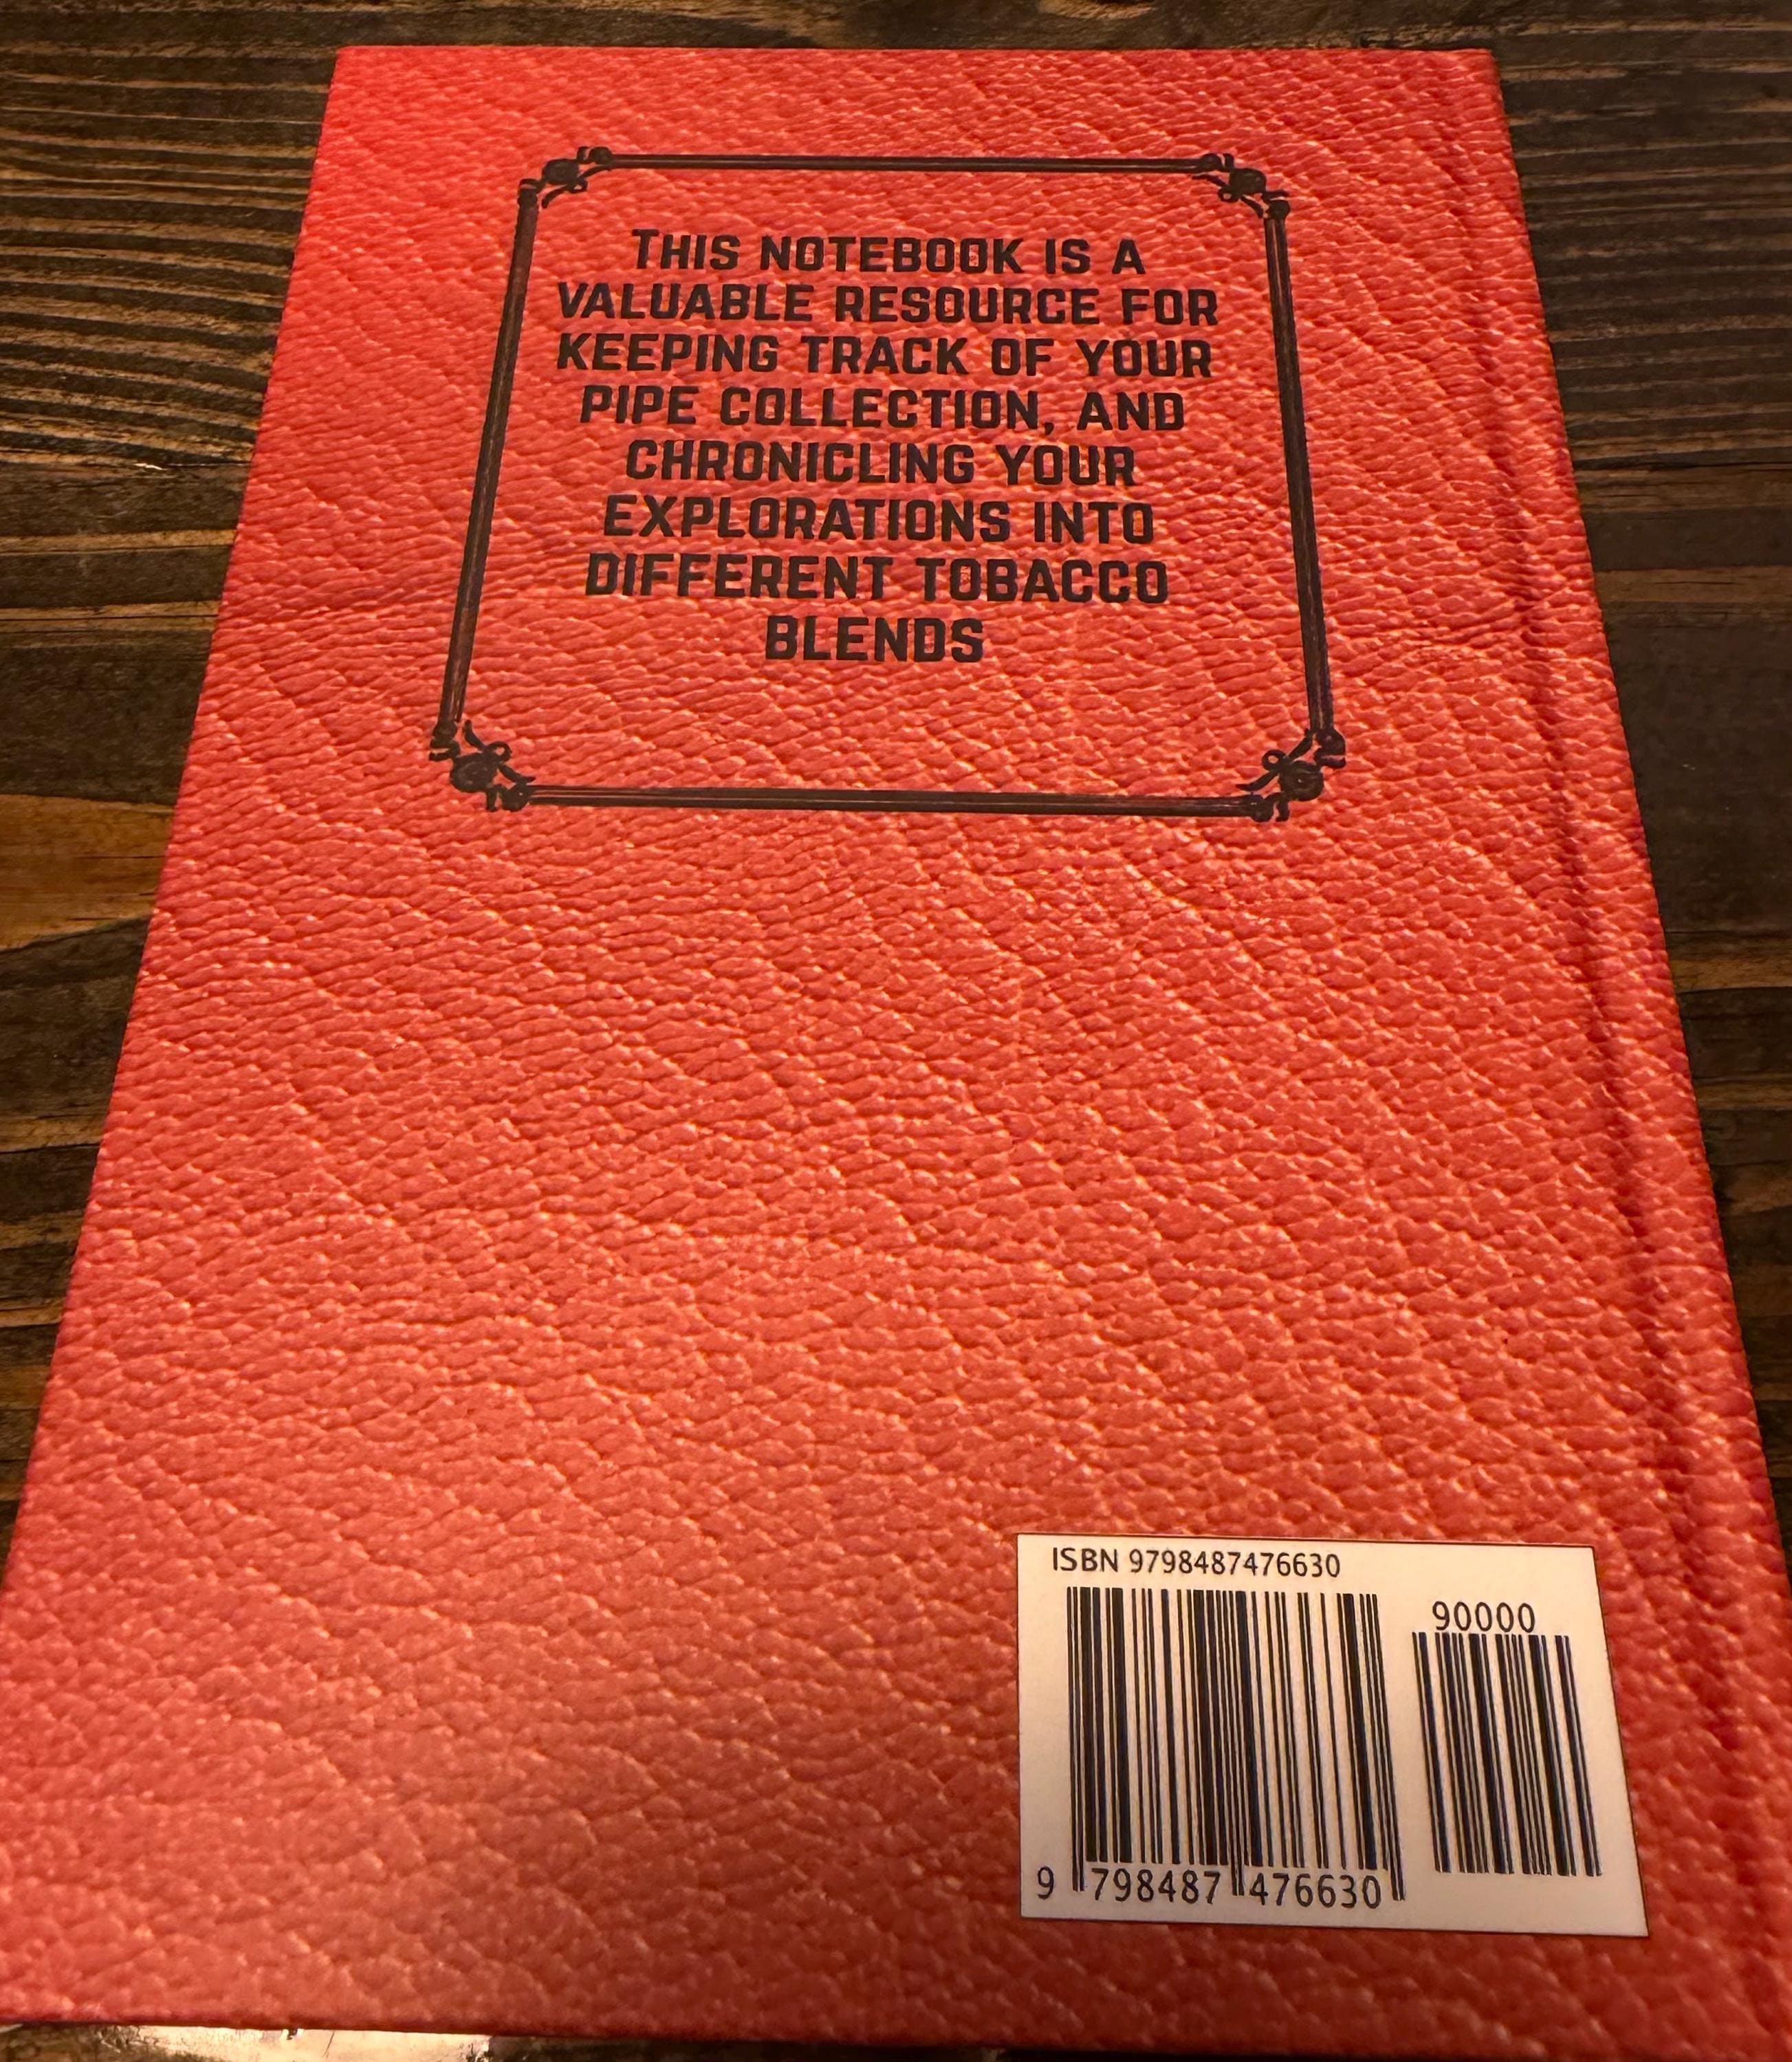 THIS NOTEBOOK IS A
VALUABLE RESOURCE FOR
KEEPING TRACK OF YOUR
PIPE COLLECTION, AND
CHRONICLING YOUR
EXPLORATIONS INTO
DIFFERENT TOBACCO
BLENDS
ISBN 9798487476630
90000
9 798487 476630